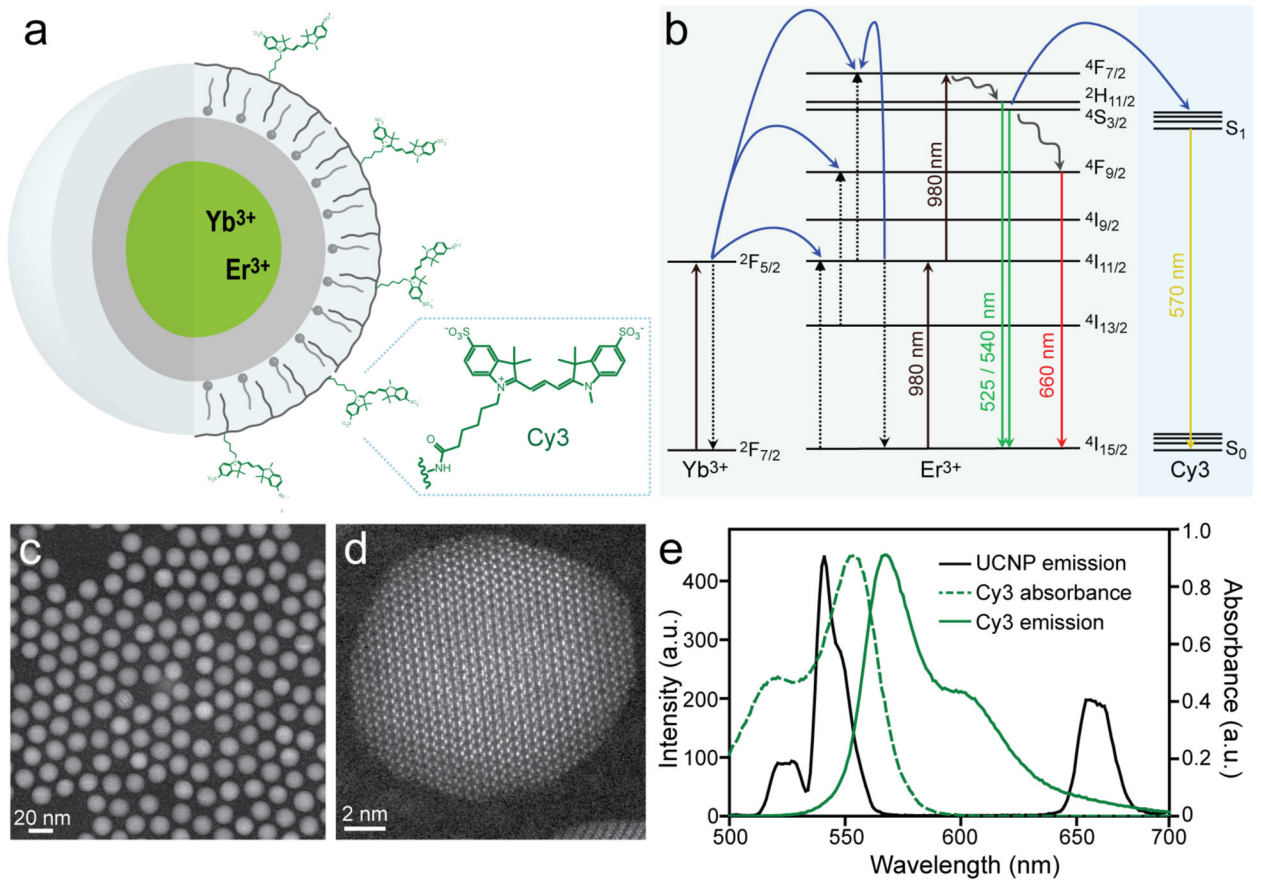 a
Yb3+
Er3+
-O3S
SO3-
N
+
N
O
NH
Cy3
b
4F7/2
2H11/2
4S3/2
4F9/2
4I9/2
4I11/2
4I13/2
4I15/2
2F5/2
2F7/2
S1
S0
980 nm
980 nm
525 / 540 nm
660 nm
570 nm
Yb3+
Er3+
Cy3
c
20 nm
d
2 nm
e
UCNP emission
Cy3 absorbance
Cy3 emission
Intensity (a.u.)
400
300
200
100
0
Absorbance (a.u.)
1.0
0.8
0.6
0.4
0.2
0
500
550
600
650
700
Wavelength (nm)